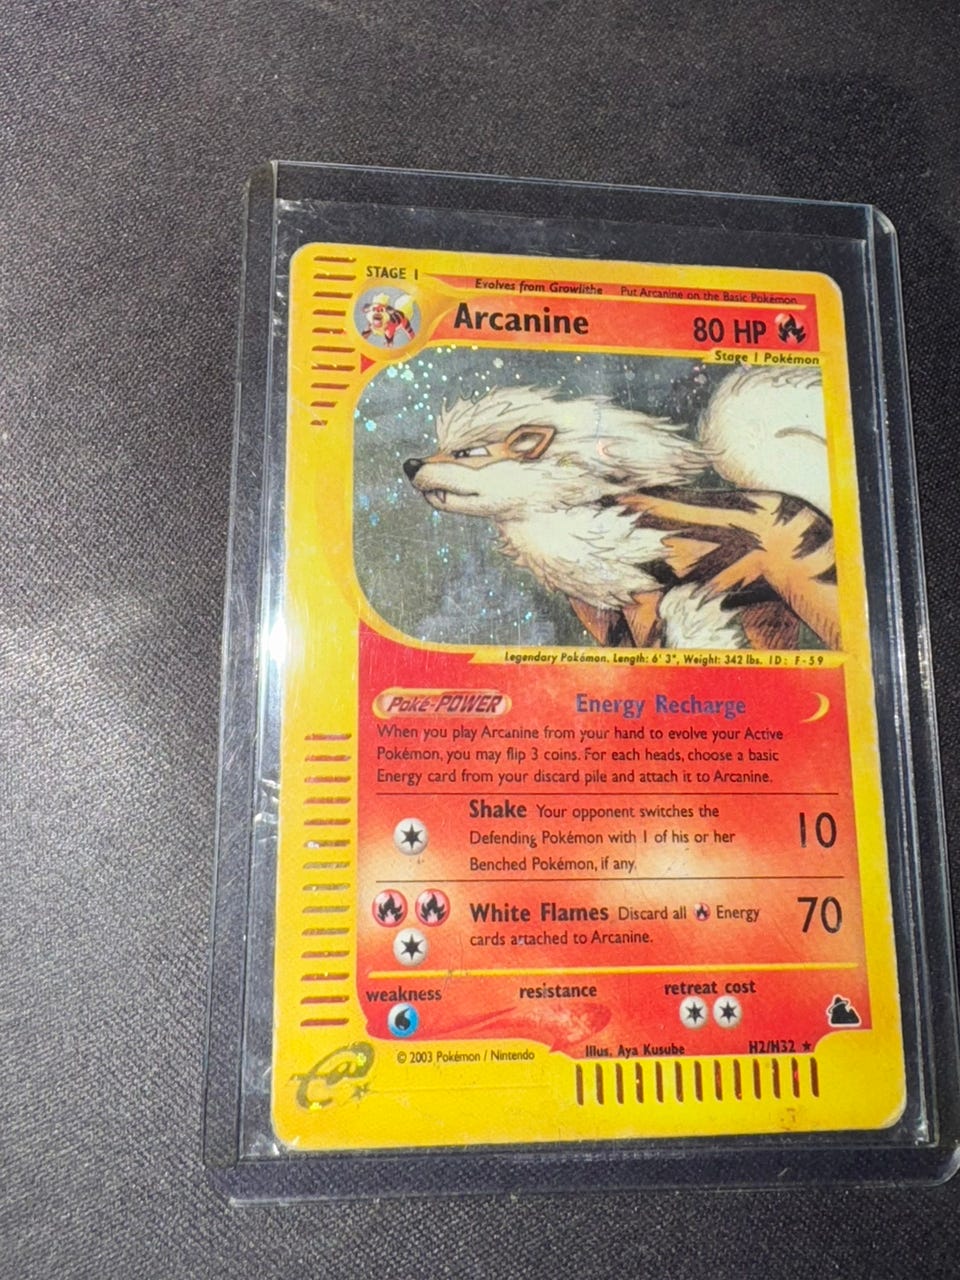 STAGE 1
Evolves from Growlithe Put Arcanine on the Basic Pokémon
Arcanine 80 HP
Stage 1 Pokémon
Legendary Pokémon. Length: 6' 3", Weight: 342 lbs. ID: F-59
Poké-POWER Energy Recharge
When you play Arcanine from your hand to evolve your Active
Pokémon, you may flip 3 coins. For each heads, choose a basic
Energy card from your discard pile and attach it to Arcanine.
Shake Your opponent switches the
Defending Pokémon with 1 of his or her
Benched Pokémon, if any.
10
White Flames Discard all Energy
cards attached to Arcanine.
70
weakness resistance retreat cost
© 2003 Pokémon / Nintendo
Illus. Aya Kusube H2/H32 ★
e